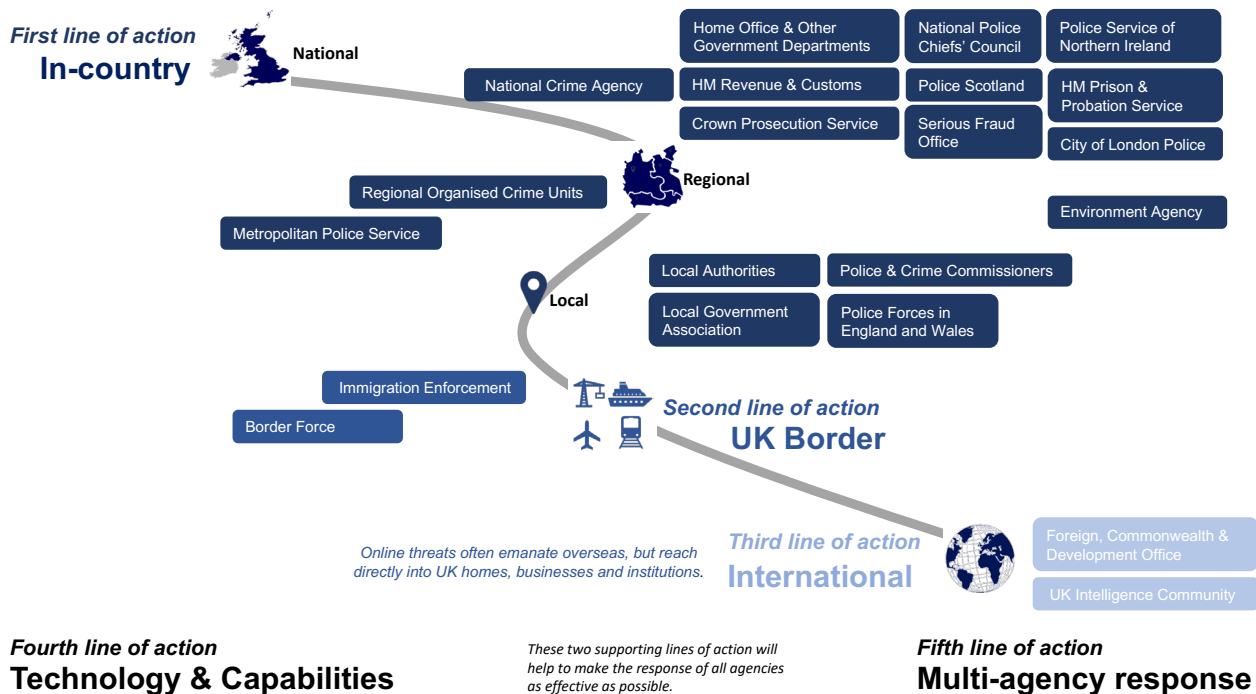 First line of action
In-country
National
Home Office & Other
Government Departments
National Police
Chiefs' Council
Police Service of
Northern Ireland
National Crime Agency
HM Revenue & Customs
Police Scotland
HM Prison &
Probation Service
Crown Prosecution Service
Serious Fraud
Office
City of London Police
Regional
Regional Organised Crime Units
Environment Agency
Metropolitan Police Service
Local Authorities
Police & Crime Commissioners
Local
Local Government
Association
Police Forces in
England and Wales
Immigration Enforcement
Border Force
Second line of action
UK Border
Online threats often emanate overseas, but reach
directly into UK homes, businesses and institutions.
Third line of action
International
Foreign, Commonwealth &
Development Office
UK Intelligence Community
Fourth line of action
Technology & Capabilities
These two supporting lines of action will
help to make the response of all agencies
as effective as possible.
Fifth line of action
Multi-agency response